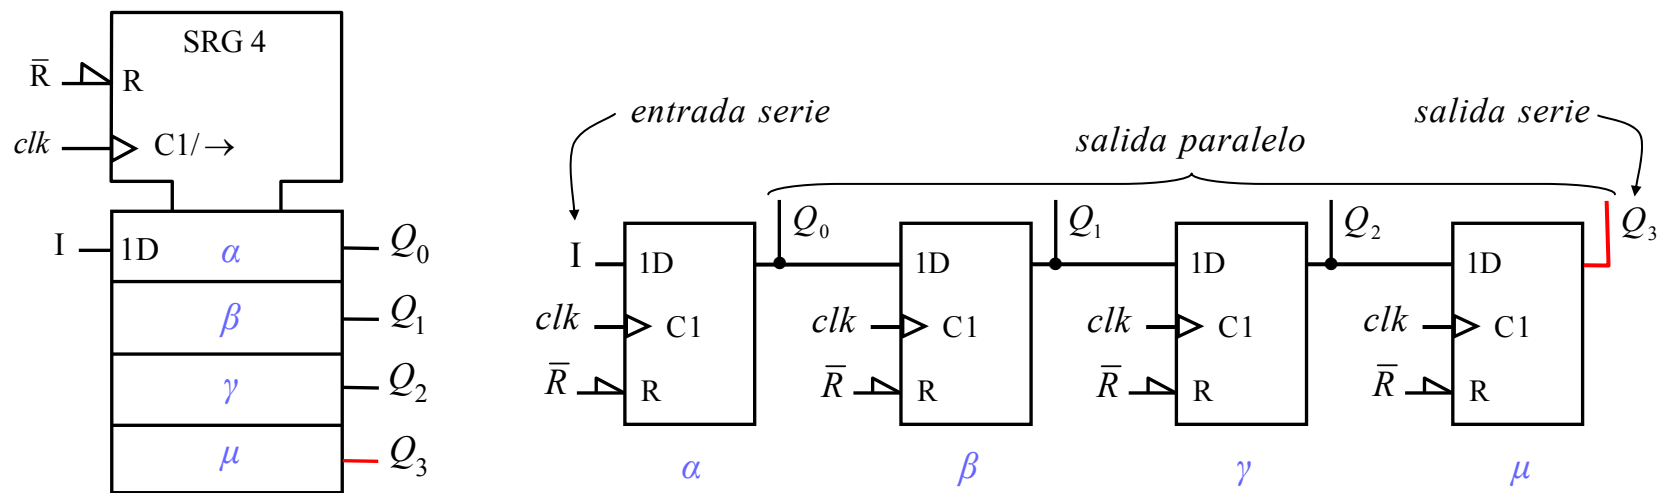 SRG 4
R̅ R
clk C1/→
I 1D α Q₀
β Q₁
γ Q₂
μ Q₃
entrada serie
salida paralelo
salida serie
Q₀ Q₁ Q₂ Q₃
I 1D 1D 1D 1D
clk C1 clk C1 clk C1 clk C1
R̅ R R̅ R R̅ R R̅ R
α β γ μ